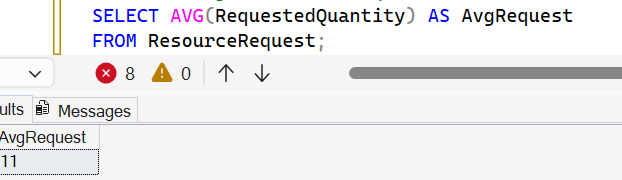 SELECT AVG(RequestedQuantity) AS AvgRequest
FROM ResourceRequest;
8 0
ults Messages
AvgRequest
11